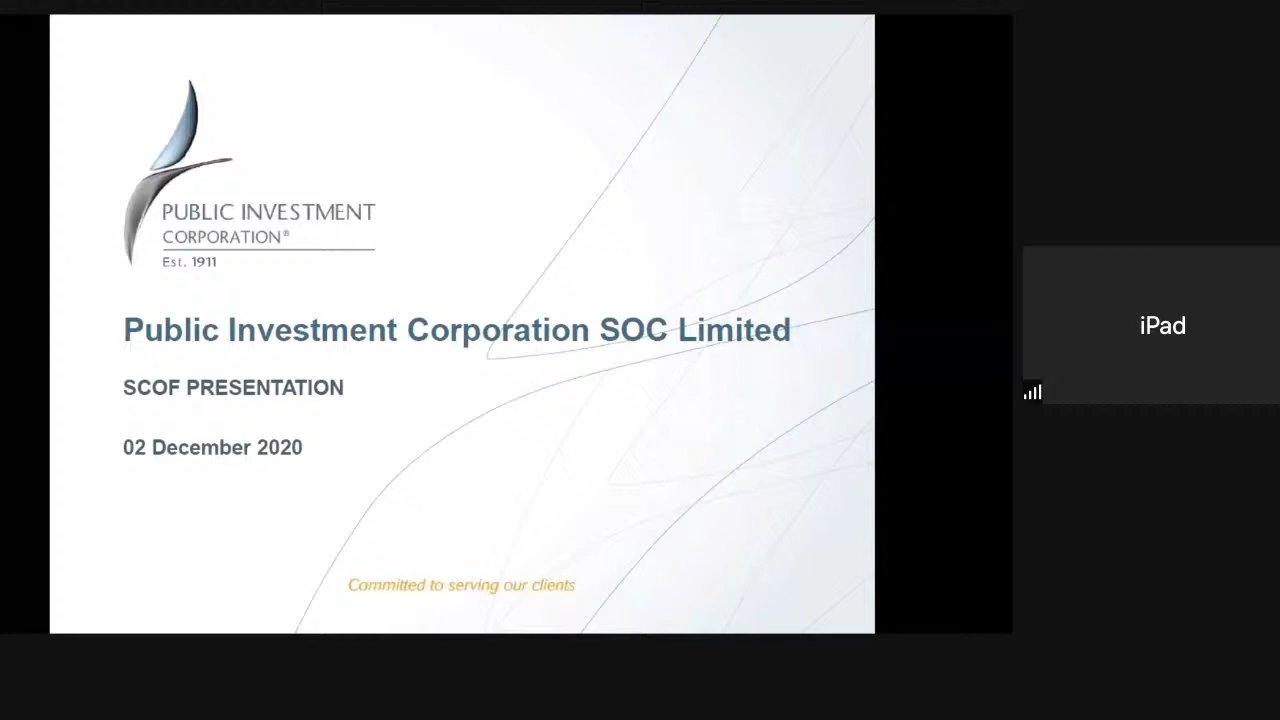 PUBLIC INVESTMENT
CORPORATION®
Est. 1911
Public Investment Corporation SOC Limited
SCOF PRESENTATION
02 December 2020
Committed to serving our clients
iPad